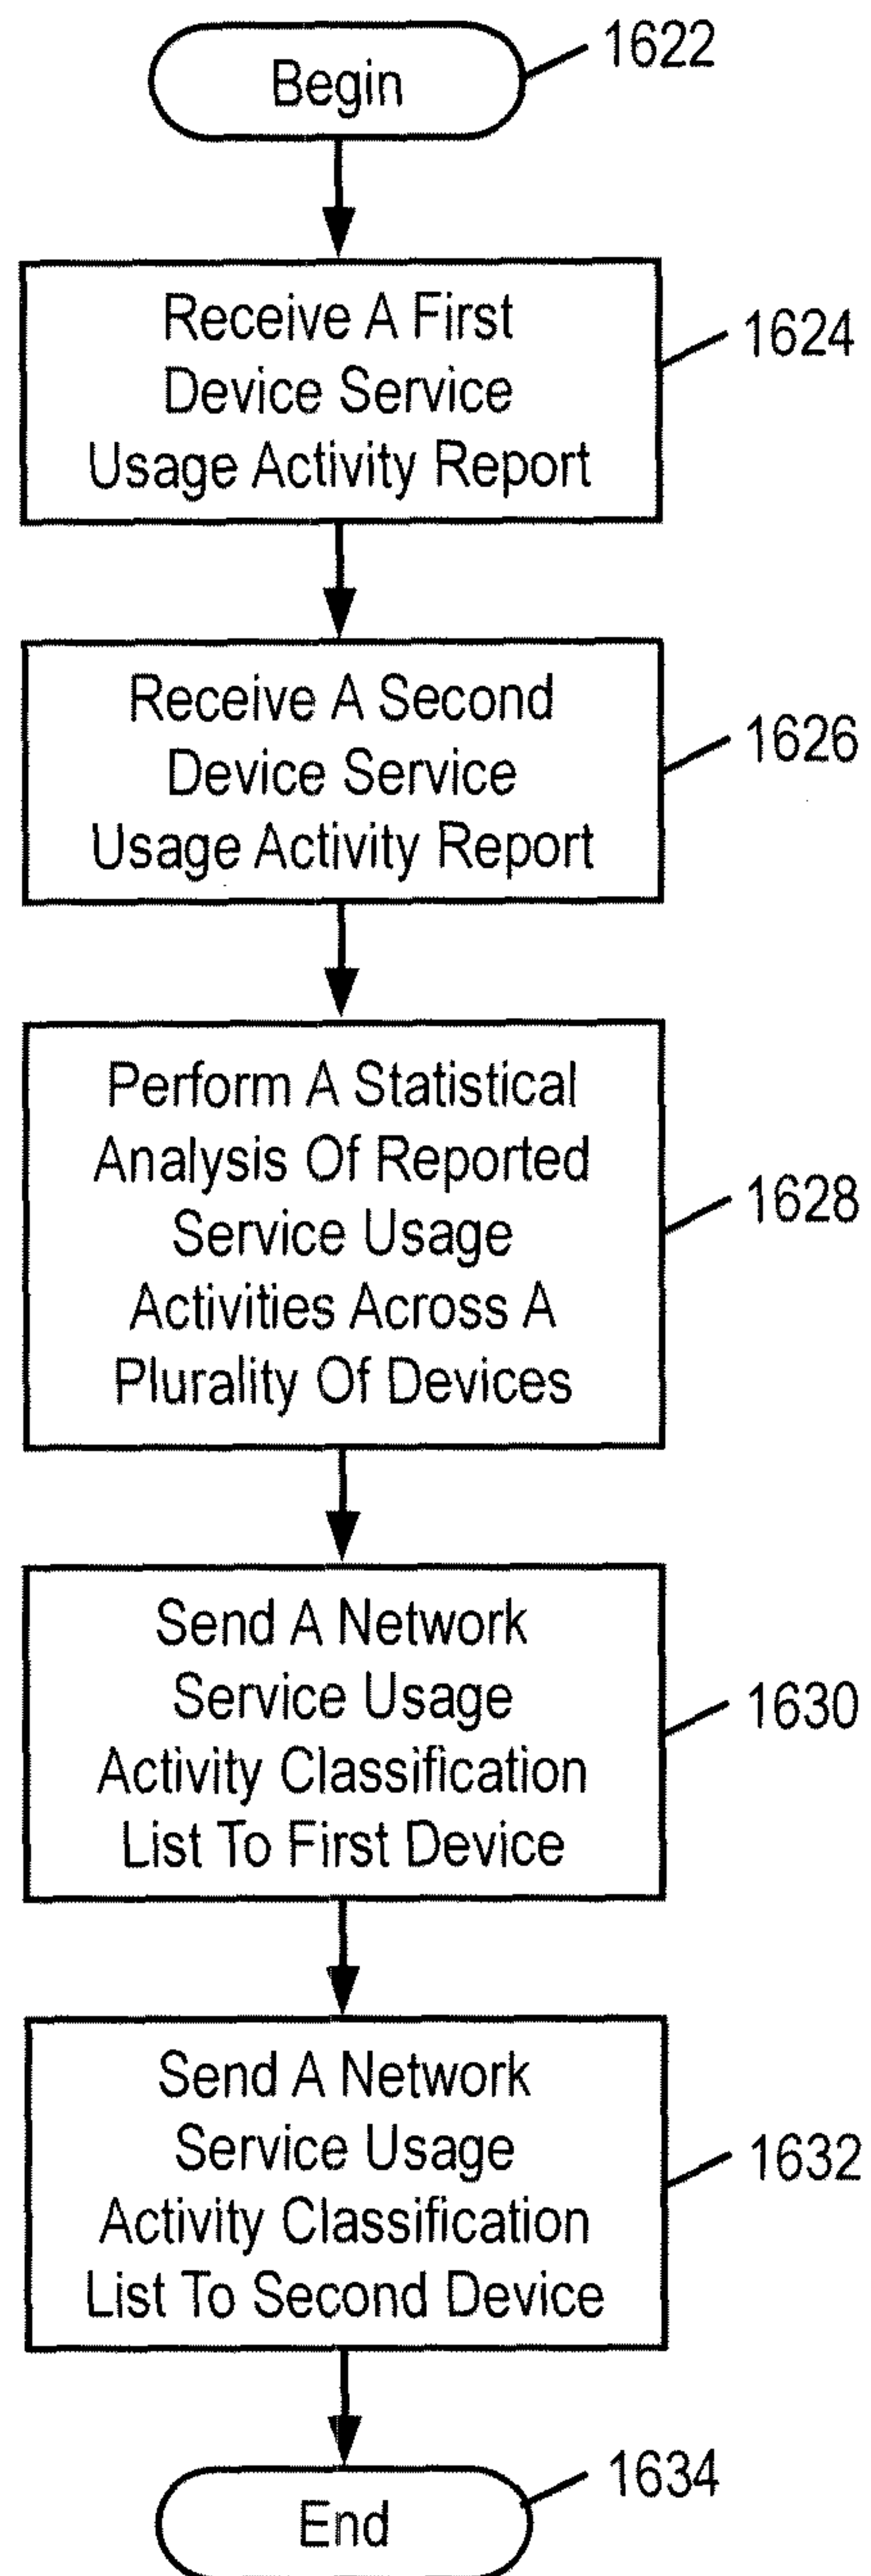 Begin
1622
Receive A First
Device Service
Usage Activity Report
1624
Receive A Second
Device Service
Usage Activity Report
1626
Perform A Statistical
Analysis Of Reported
Service Usage
Activities Across A
Plurality Of Devices
1628
Send A Network
Service Usage
Activity Classification
List To First Device
1630
Send A Network
Service Usage
Activity Classification
List To Second Device
1632
End
1634